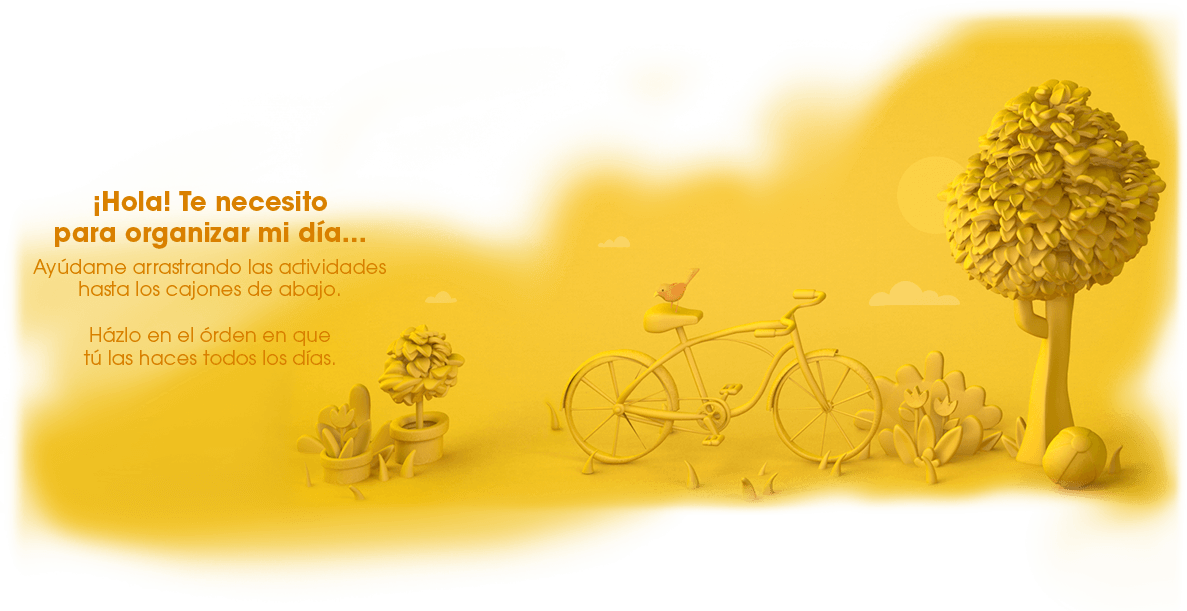 ¡Hola! Te necesito
para organizar mi día...
Ayúdame arrastrando las actividades
hasta los cajones de abajo.
Házlo en el órden en que
tú las haces todos los días.